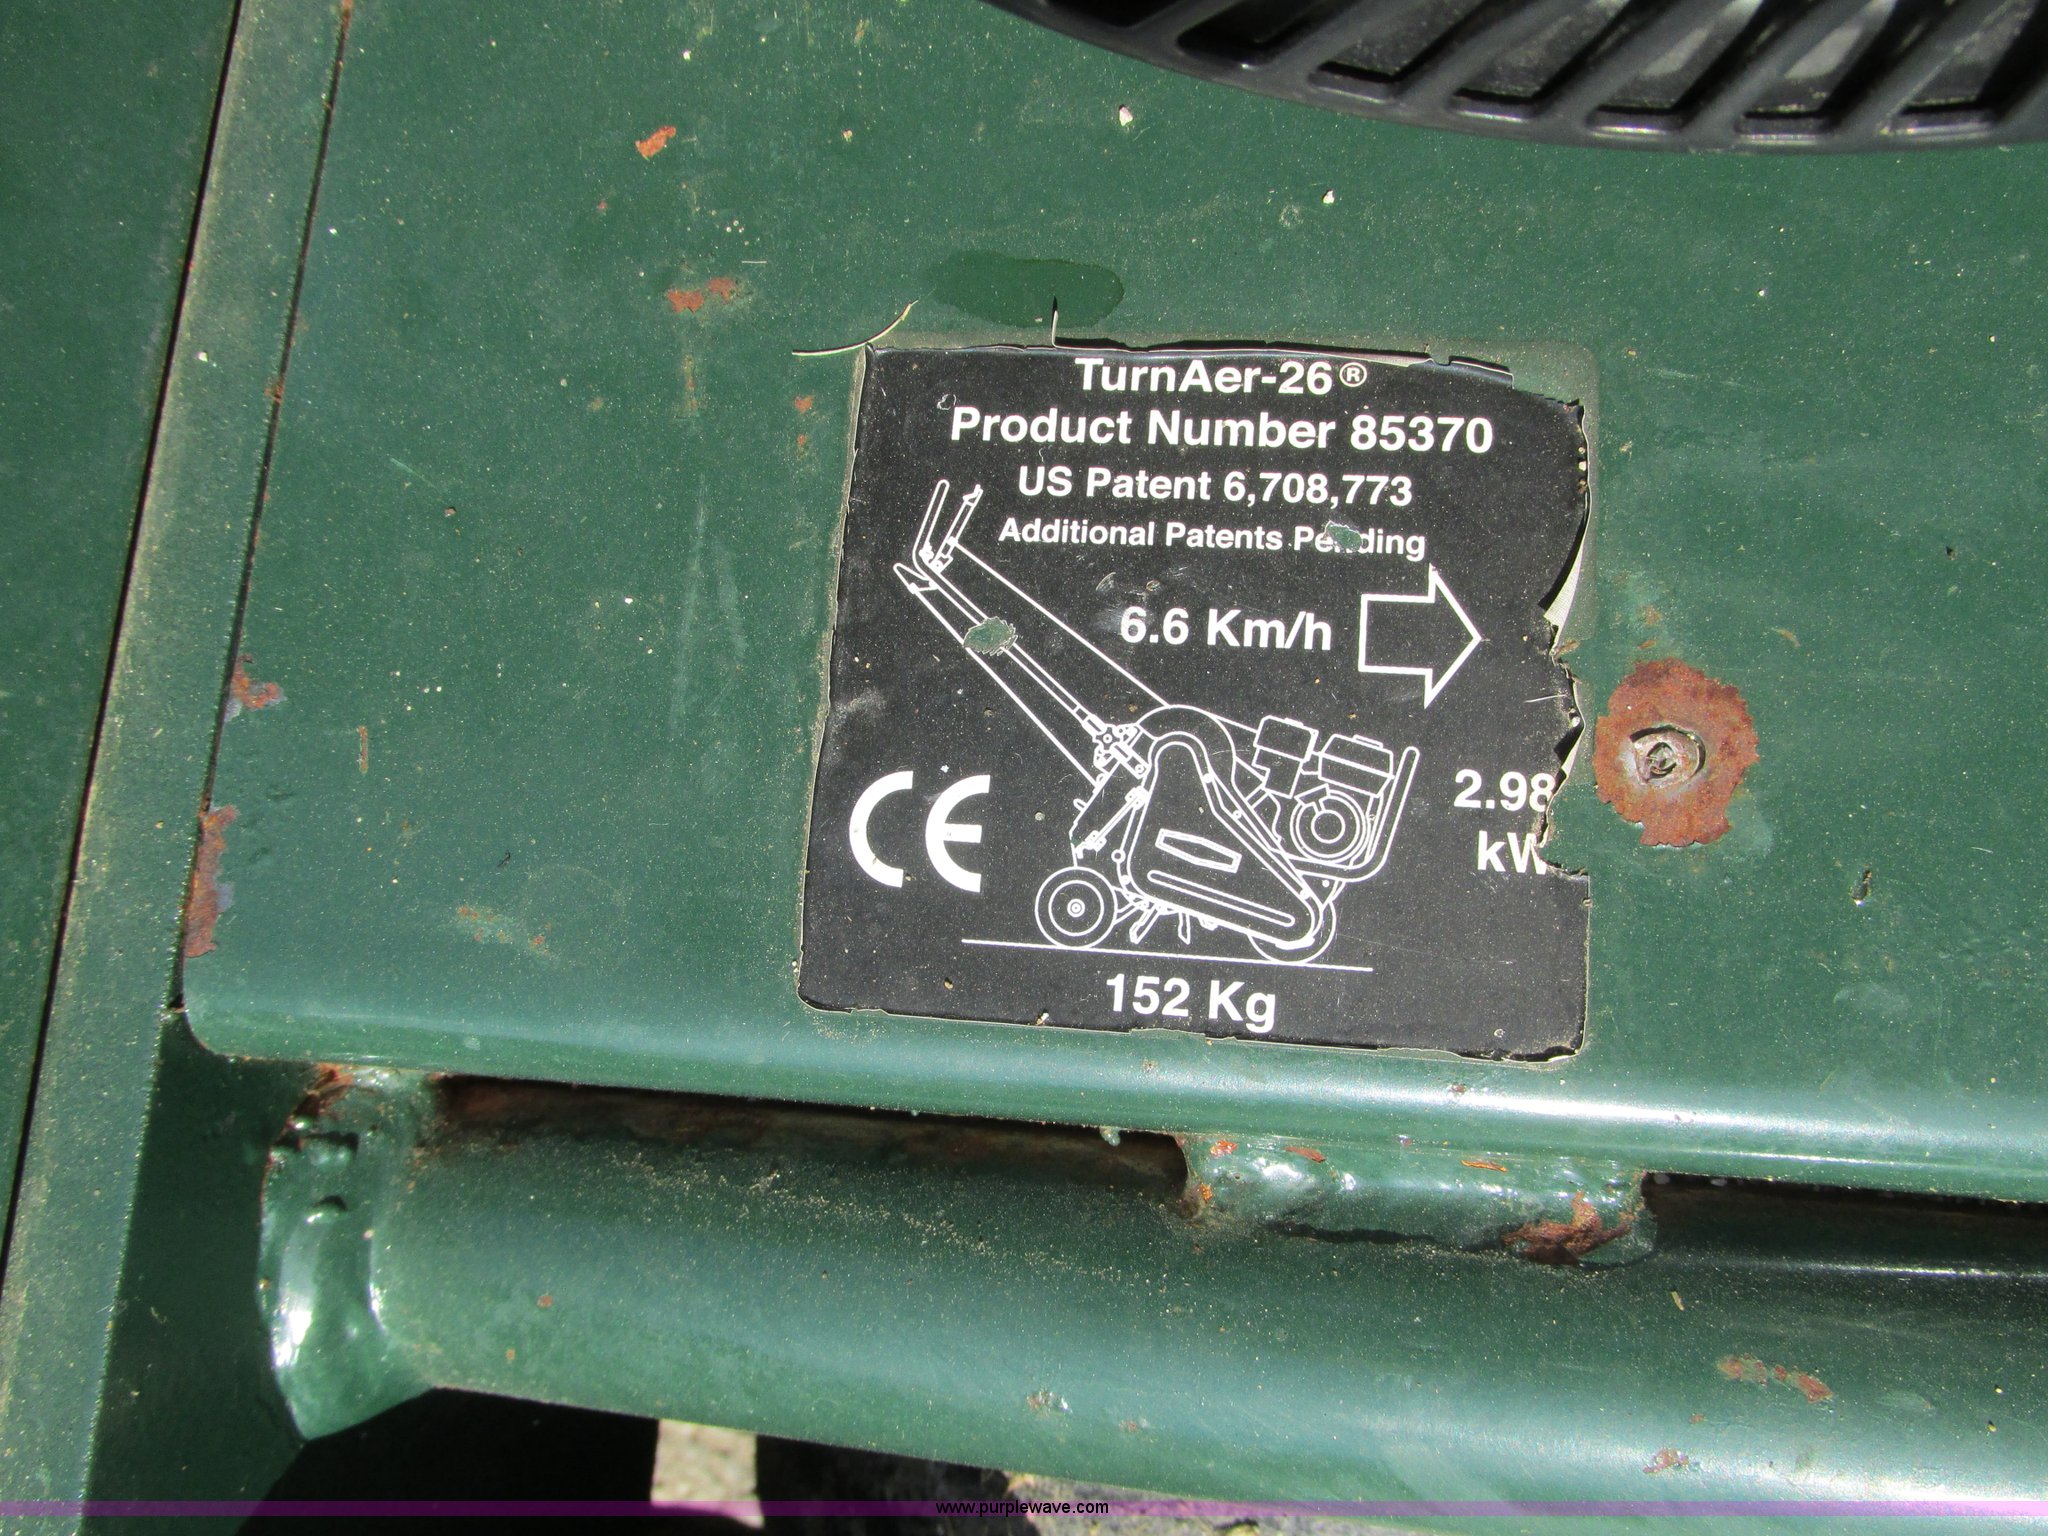 TurnAer-26®
Product Number 85370
US Patent 6,708,773
Additional Patents Pending
6.6 Km/h
CE
2.98
kW
152 Kg
www.purplewave.com